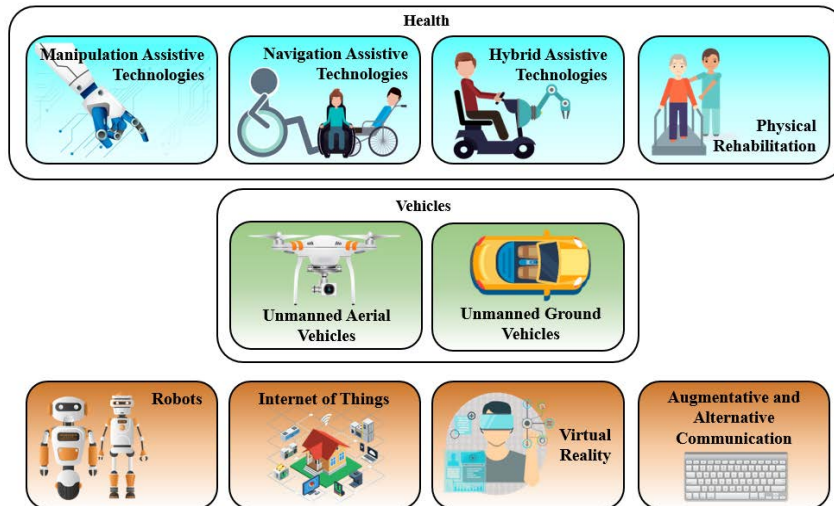 Health
Manipulation Assistive
Technologies
Navigation Assistive
Technologies
Hybrid Assistive
Technologies
Physical
Rehabilitation
Vehicles
Unmanned Aerial
Vehicles
Unmanned Ground
Vehicles
Robots
Internet of Things
Virtual
Reality
Augmentative and
Alternative
Communication